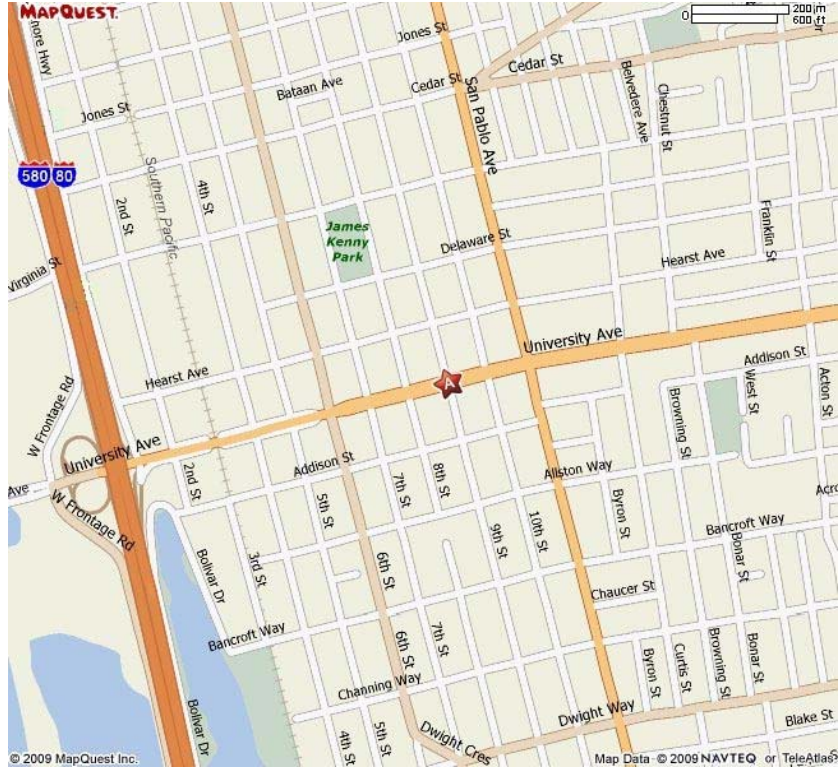 MAPQUEST.
200 m
600 ft
0
Jones St
Cedar St
Cedar St
Bataan Ave
Jones St
San Pablo Ave
Belvedere Ave
Chestnut St
580
80
Southern Pacific
2nd St
4th St
James
Kenny
Park
Delaware St
Franklin St
Hearst Ave
Virginia St
University Ave
Addison St
Hearst Ave
A
W Frontage Rd
West St
Acton St
Browning St
University Ave
2nd St
Addison St
Ave
W Frontage Rd
5th St
7th St
8th St
Allston Way
Byron St
9th St
10th St
Bancroft Way
Bonar St
3rd St
Bolivar Dr
6th St
Chaucer St
Bancroft Way
6th St
7th St
Byron St
Curtis St
Browning St
Bonar St
Channing Way
Dwight Way
Bolivar Dr
4th St
5th St
Dwight Cres
Blake St
© 2009 MapQuest Inc.
Map Data © 2009 NAVTEQ or TeleAtlas